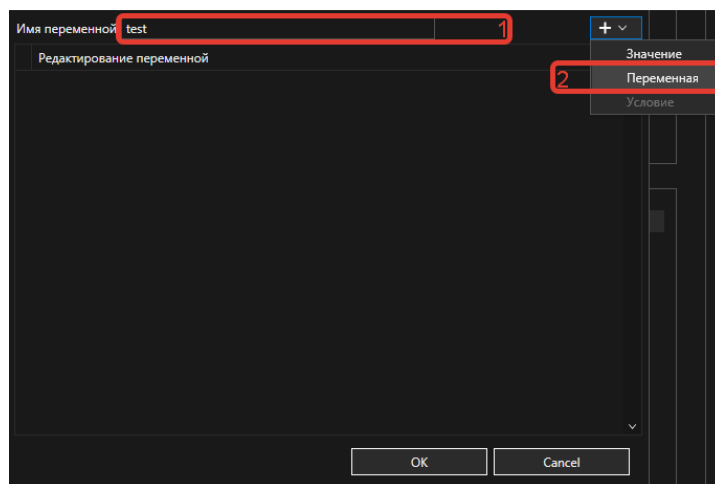 Имя переменной test 1
Редактирование переменной
Значение
2 Переменная
Условие
OK Cancel